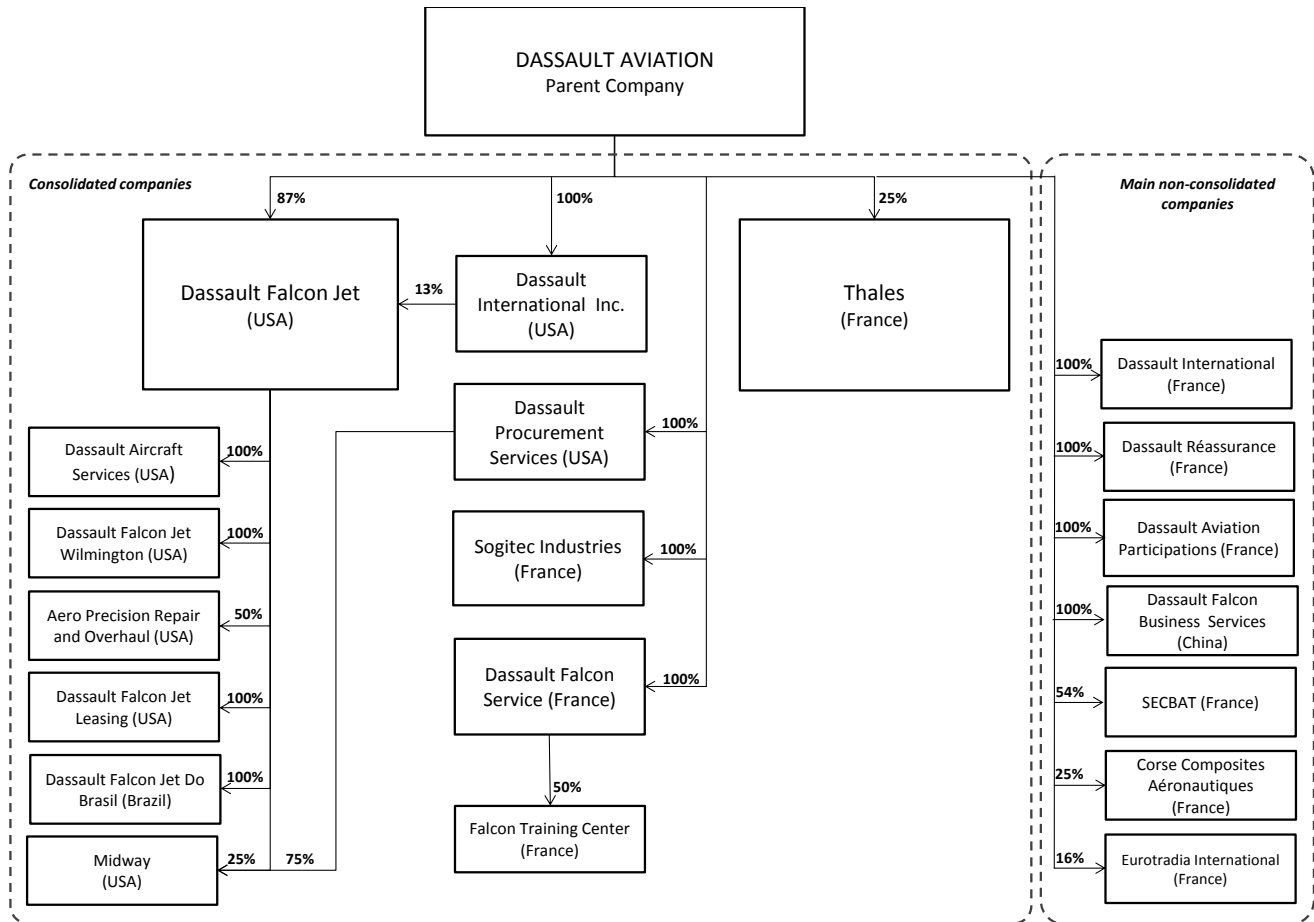 DASSAULT AVIATION
Parent Company
Consolidated companies
Main non-consolidated
companies
87%
100%
25%
Dassault Falcon Jet
(USA)
13%
Dassault
International Inc.
(USA)
Thales
(France)
100%
Dassault International
(France)
Dassault Aircraft
Services (USA)
100%
Dassault
Procurement
Services (USA)
100%
100%
Dassault Réassurance
(France)
Dassault Falcon Jet
Wilmington (USA)
100%
Sogitec Industries
(France)
100%
100%
Dassault Aviation
Participations (France)
Aero Precision Repair
and Overhaul (USA)
50%
100%
Dassault Falcon
Business Services
(China)
Dassault Falcon Jet
Leasing (USA)
100%
Dassault Falcon
Service (France)
100%
54%
SECBAT (France)
Dassault Falcon Jet Do
Brasil (Brazil)
100%
50%
25%
Corse Composites
Aéronautiques
(France)
Midway
(USA)
25%
75%
Falcon Training Center
(France)
16%
Eurotradia International
(France)